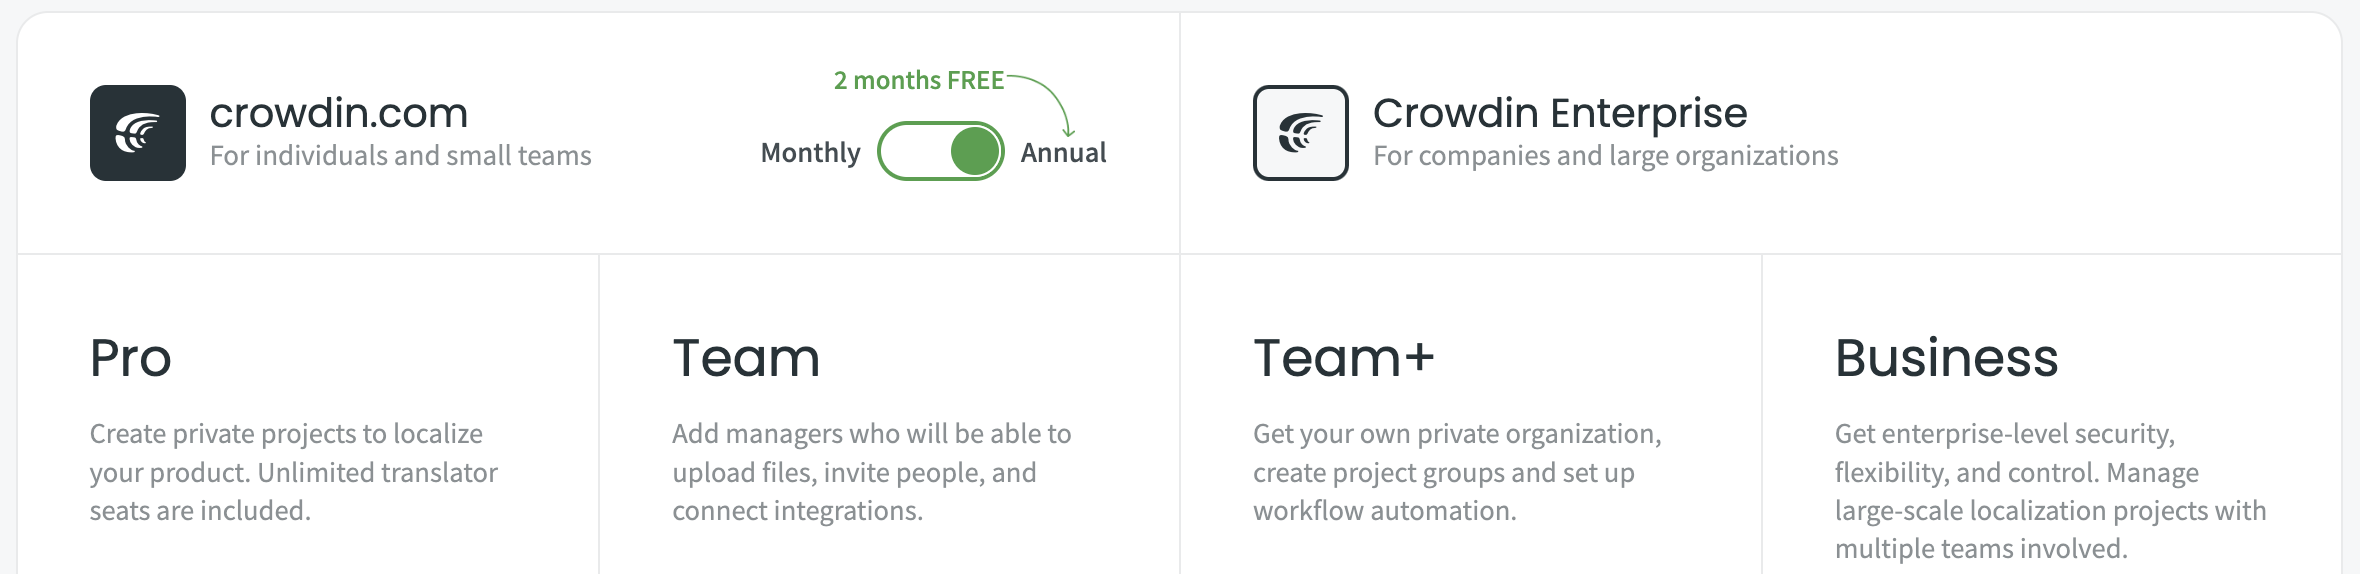 crowdin.com
For individuals and small teams
2 months FREE
Monthly
Annual
Crowdin Enterprise
For companies and large organizations
Pro
Create private projects to localize
your product. Unlimited translator
seats are included.
Team
Add managers who will be able to
upload files, invite people, and
connect integrations.
Team+
Get your own private organization,
create project groups and set up
workflow automation.
Business
Get enterprise-level security,
flexibility, and control. Manage
large-scale localization projects with
multiple teams involved.